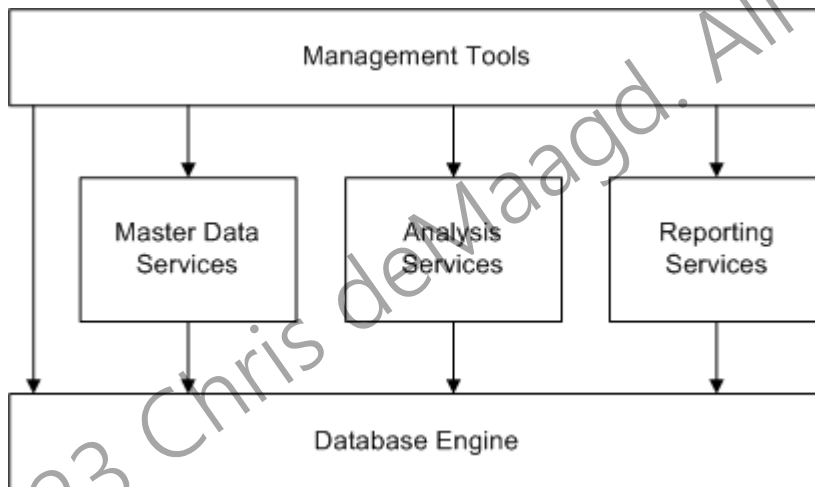 Management Tools
Master Data
Services
Analysis
Services
Reporting
Services
Database Engine
23 Chris deMaagd. All